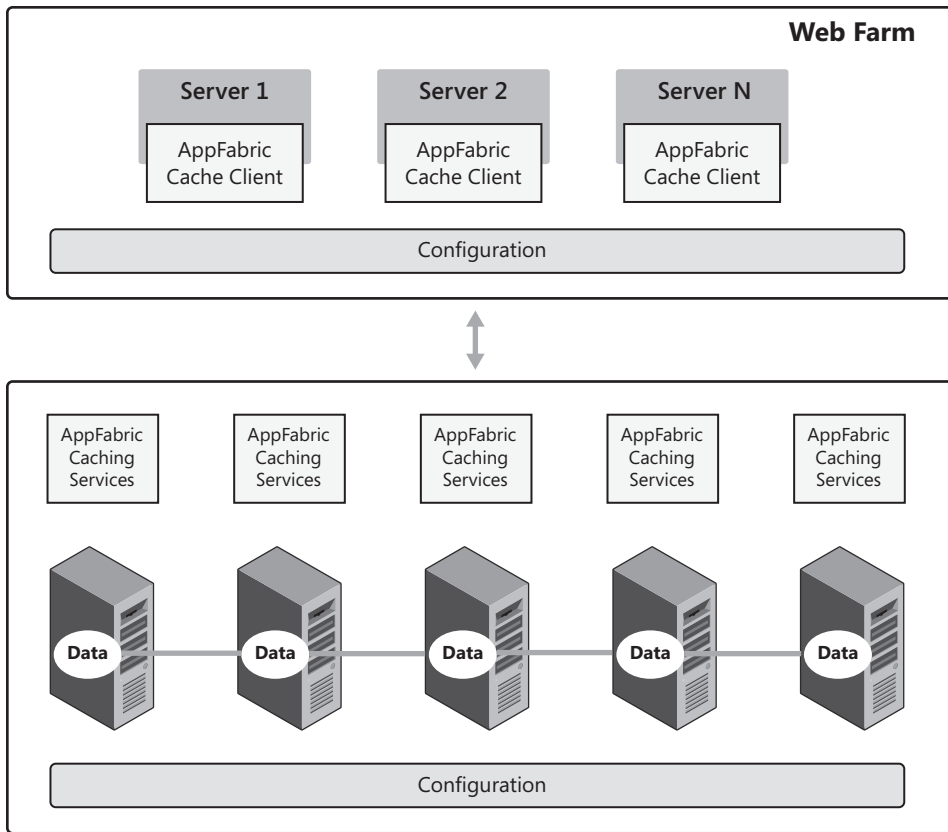 Web Farm
Server 1
Server 2
Server N
AppFabric
Cache Client
AppFabric
Cache Client
AppFabric
Cache Client
Configuration
AppFabric
Caching
Services
AppFabric
Caching
Services
AppFabric
Caching
Services
AppFabric
Caching
Services
AppFabric
Caching
Services
Data
Data
Data
Data
Data
Configuration